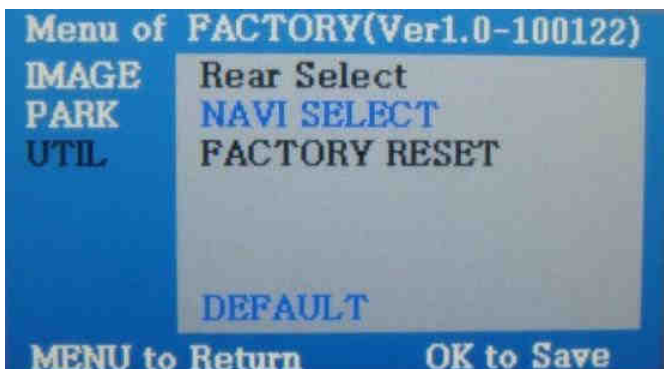 Menu of FACTORY(Ver1.0-100122)
IMAGE
PARK
UTIL
Rear Select
NAVI SELECT
FACTORY RESET
DEFAULT
MENU to Return
OK to Save